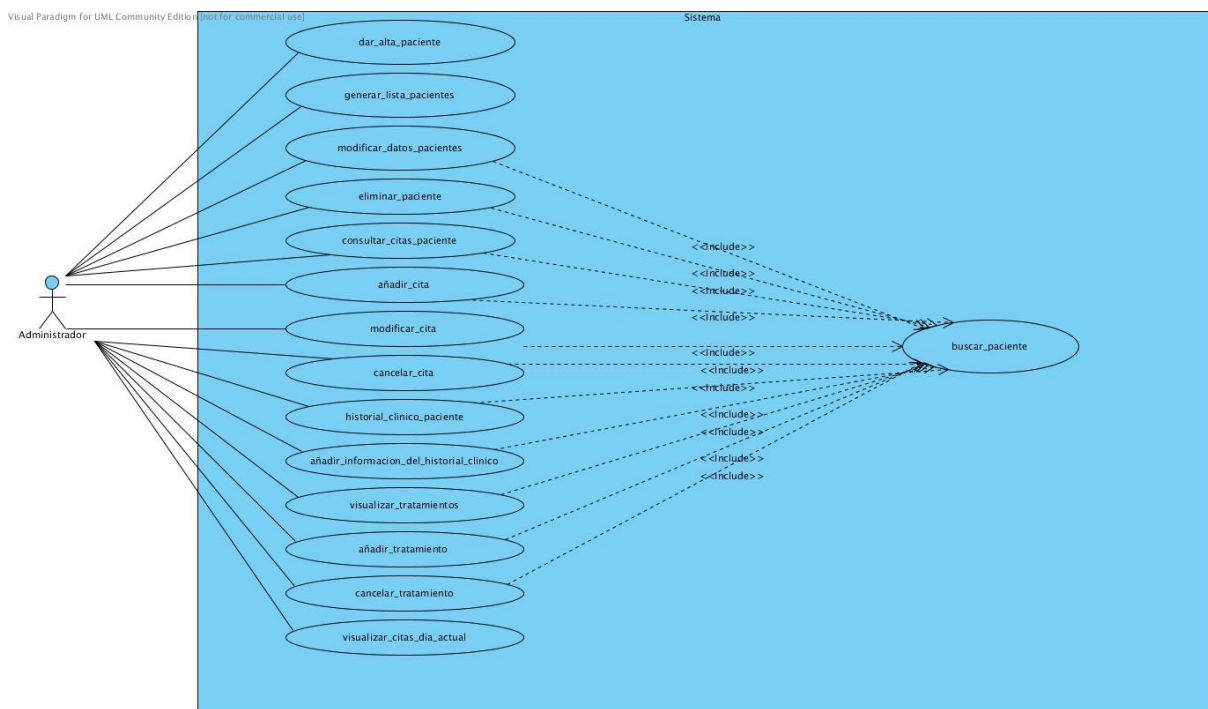 Visual Paradigm for UML Community Edition [not for commercial use]
Sistema
dar_alta_paciente
generar_lista_pacientes
modificar_datos_pacientes
eliminar_paciente
consultar_citas_paciente
<<Include>>
<<Include>>
añadir_cita
<<Include>>
<<Include>>
Administrador
modificar_cita
buscar_paciente
<<Include>>
cancelar_cita
<<Include>>
historial_clinico_paciente
<<Include>>
<<Include>>
añadir_informacion_del_historial_clinico
<<Include>>
<<Include>>
visualizar_tratamientos
añadir_tratamiento
cancelar_tratamiento
visualizar_citas_dia_actual